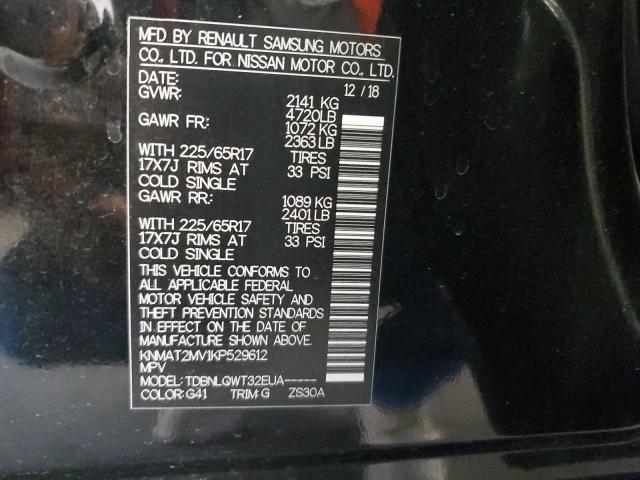 MFD BY RENAULT SAMSUNG MOTORS
CO., LTD. FOR NISSAN MOTOR CO., LTD.
DATE: 12 / 18
GVWR: 2141 KG
4720LB
GAWR FR: 1072 KG
2363 LB
WITH 225/65R17 TIRES
17X7J RIMS AT 33 PSI
COLD SINGLE
GAWR RR: 1089 KG
2401 LB
WITH 225/65R17 TIRES
17X7J RIMS AT 33 PSI
COLD SINGLE
THIS VEHICLE CONFORMS TO
ALL APPLICABLE FEDERAL
MOTOR VEHICLE SAFETY AND
THEFT PREVENTION STANDARDS
IN EFFECT ON THE DATE OF
MANUFACTURE SHOWN ABOVE.
KNMAT2MV1KP529612
MPV
MODEL: TDBNLQWT32EUA-----
COLOR: G41 TRIM: G ZS30A